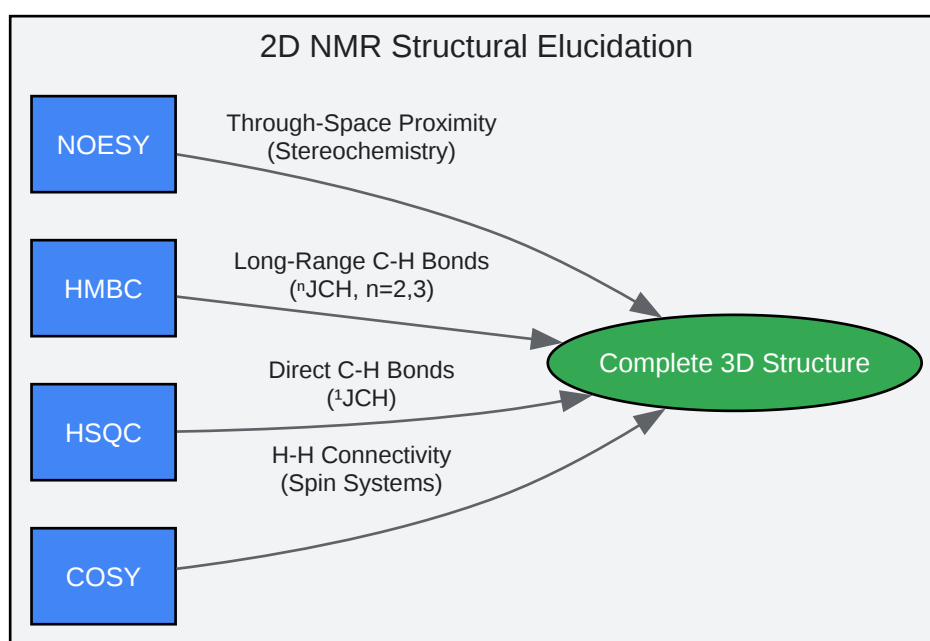 2D NMR Structural Elucidation
NOESY
Through-Space Proximity
(Stereochemistry)
HMBC
Long-Range C-H Bonds
(ⁿJCH, n=2,3)
Complete 3D Structure
HSQC
Direct C-H Bonds
(¹JCH)
H-H Connectivity
(Spin Systems)
COSY